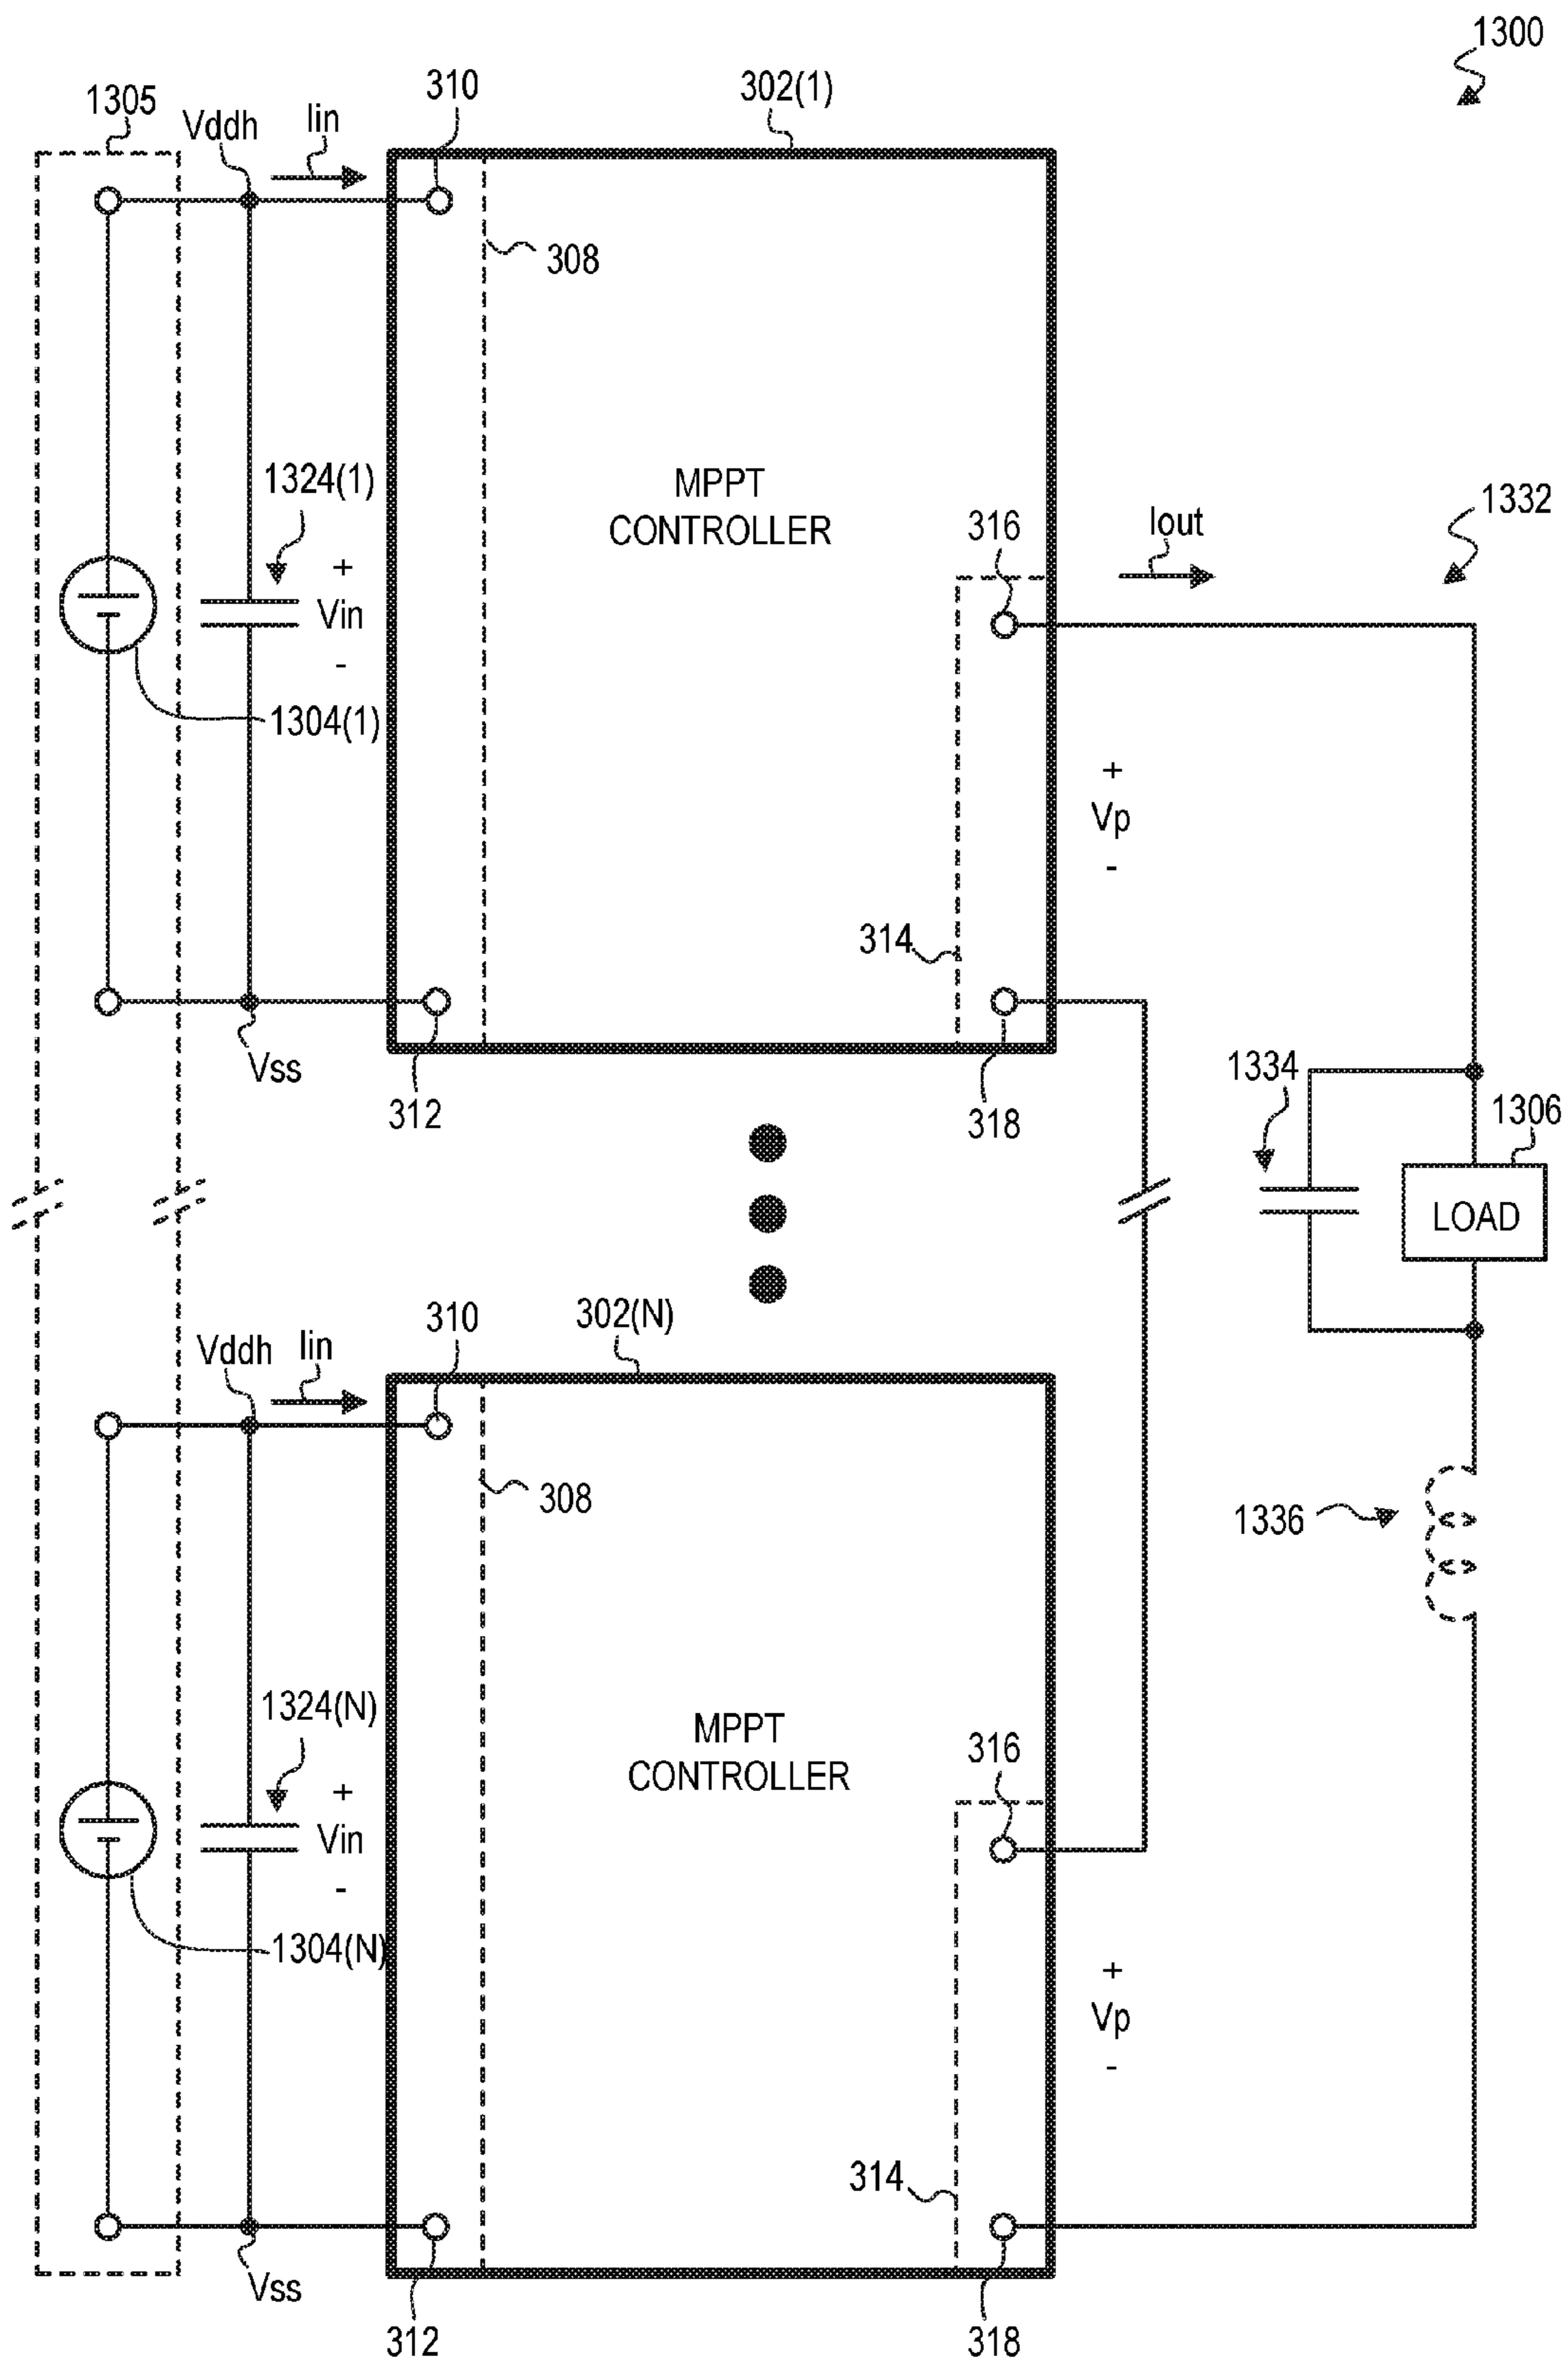 1300
1305
Vddh
Iin
310
302(1)
308
1324(1)
+
Vin
-
1304(1)
MPPT
CONTROLLER
316
Iout
1332
+
Vp
-
314
Vss
312
318
1334
1306
LOAD
Vddh
Iin
310
302(N)
308
1336
1324(N)
+
Vin
-
1304(N)
MPPT
CONTROLLER
316
+
Vp
-
314
Vss
312
318